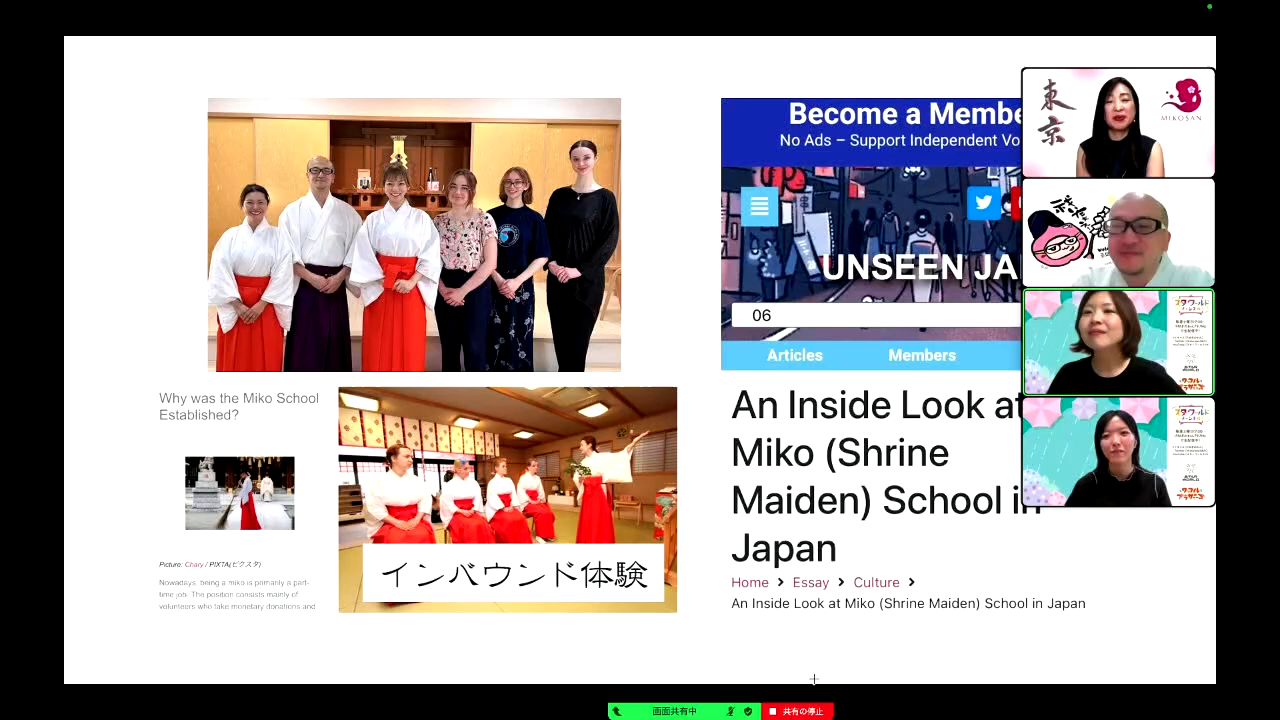 Become a Membe
No Ads – Support Independent Vo
UNSEEN JA
06
Articles
Members
An Inside Look at
Miko (Shrine
Maiden) School in
Japan
Home > Essay > Culture >
An Inside Look at Miko (Shrine Maiden) School in Japan
Why was the Miko School
Established?
Picture: Chary / PIXTA(ピクスタ)
Nowadays, being a miko is primarily a part-
time job. The position consists mainly of
volunteers who take monetary donations and
インバウンド体験
東京
MIKOSAN
画面共有中
共有の停止